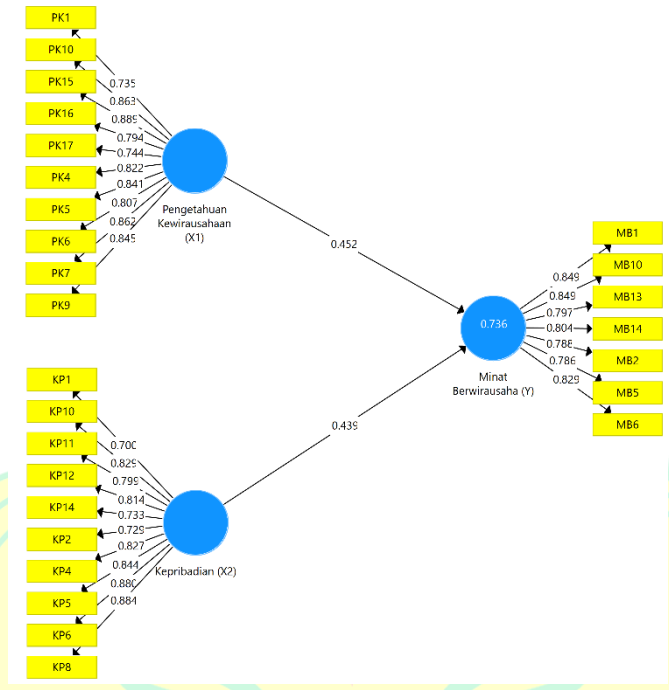 PK1
PK10
PK15
PK16
PK17
PK4
PK5
PK6
PK7
PK9
0.735
0.863
0.889
0.794
0.744
0.822
0.841
0.807
0.862
0.845
Pengetahuan
Kewirausahaan
(X1)
0.452
KP1
KP10
KP11
KP12
KP14
KP2
KP4
KP5
KP6
KP8
0.700
0.829
0.799
0.814
0.733
0.729
0.827
0.844
0.880
0.884
Kepribadian (X2)
0.439
0.736
Minat
Berwirausaha (Y)
0.849
0.849
0.797
0.804
0.788
0.786
0.829
MB1
MB10
MB13
MB14
MB2
MB5
MB6